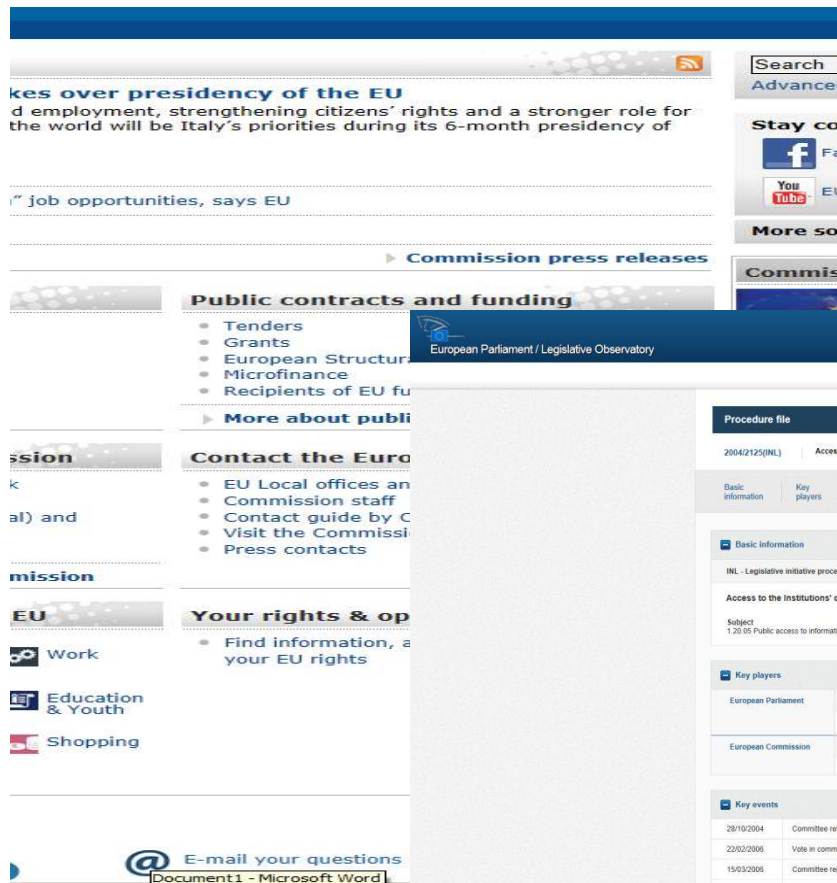 Search
Advance
kes over presidency of the EU
d employment, strengthening citizens' rights and a stronger role for
the world will be Italy's priorities during its 6-month presidency of
Stay co
Fa
You Tube
EU
" job opportunities, says EU
More so
Commission press releases
Commis
Public contracts and funding
Tenders
Grants
European Structur
Microfinance
Recipients of EU fu
More about publi
ssion
k
al) and
mission
Contact the Euro
EU Local offices an
Commission staff
Contact guide by C
Visit the Commissi
Press contacts
EU
Work
Education
& Youth
Shopping
Your rights & op
Find information, a
your EU rights
E-mail your questions
Document1 - Microsoft Word
European Parliament / Legislative Observatory
Procedure file
2004/2125(INL)
Acces
Basic
information
Key
players
Basic information
INL - Legislative initiative proce
Access to the Institutions' d
Subject
1.20.05 Public access to informati
Key players
European Parliament
European Commission
Key events
28/10/2004 Committee re
22/02/2006 Vote in comm
15/03/2006 Committee re